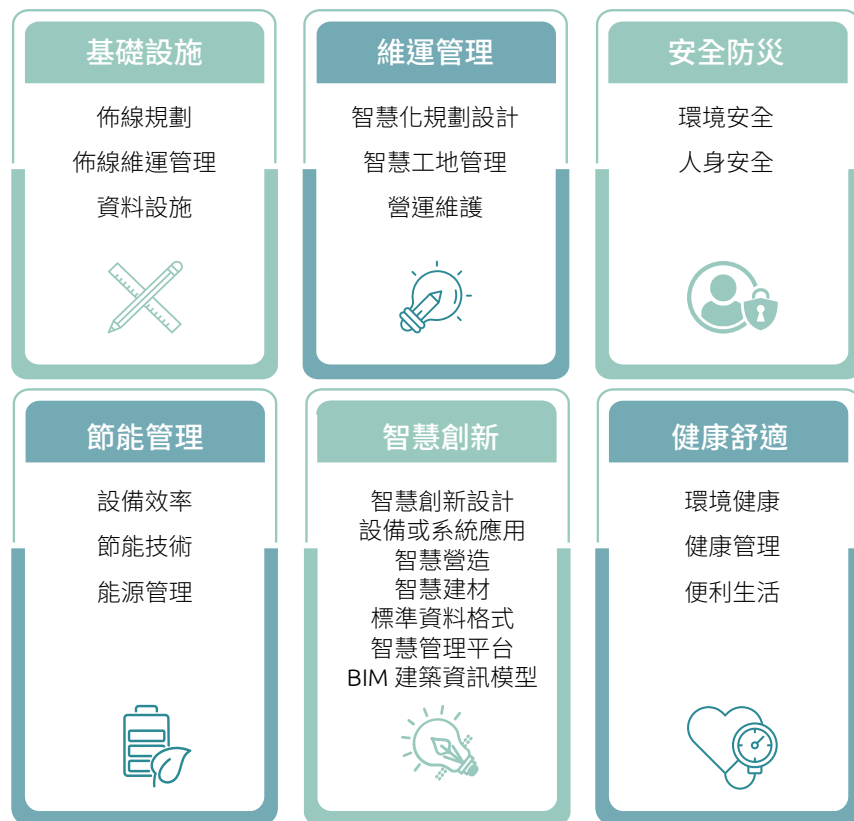 基礎設施
佈線規劃
佈線維運管理
資料設施
維運管理
智慧化規劃設計
智慧工地管理
營運維護
安全防災
環境安全
人身安全
節能管理
設備效率
節能技術
能源管理
智慧創新
智慧創新設計
設備或系統應用
智慧營造
智慧建材
標準資料格式
智慧管理平台
BIM 建築資訊模型
健康舒適
環境健康
健康管理
便利生活